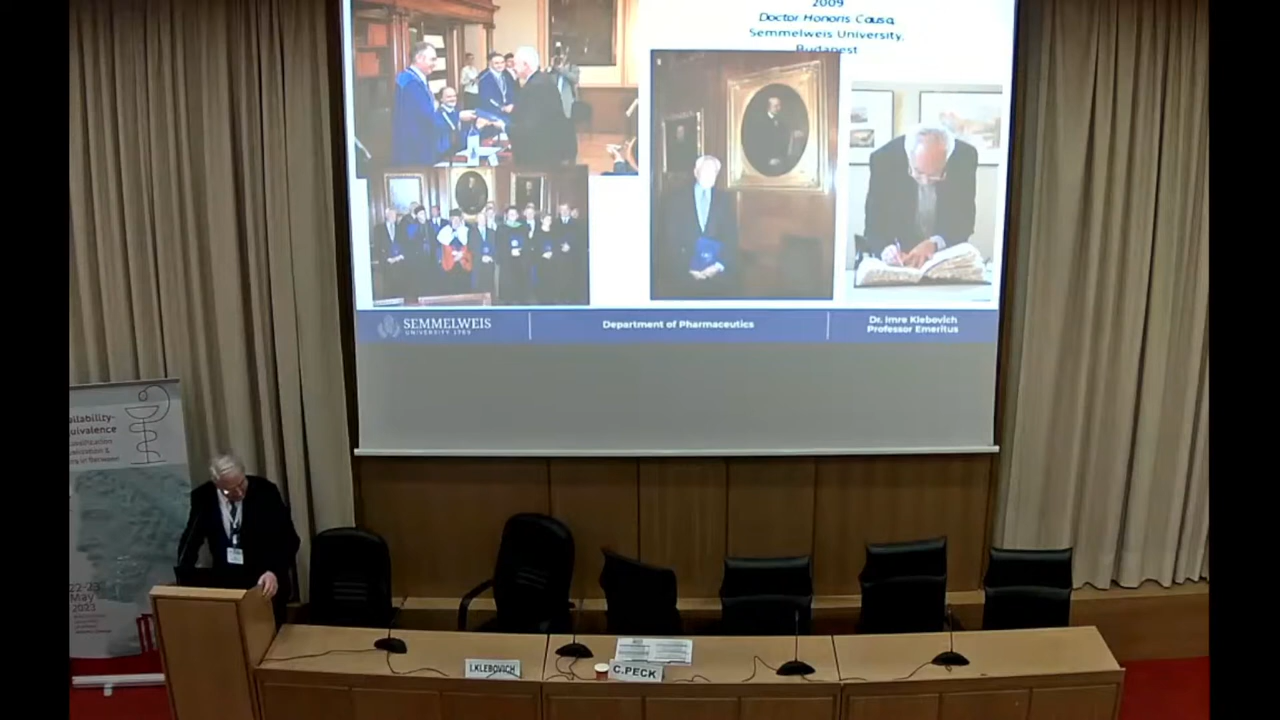 2009
Doctor Honoris Causa,
Semmelweis University,
Budapest
SEMMELWEIS
UNIVERSITY 1769
Department of Pharmaceutics
Dr. Imre Klebovich
Professor Emeritus
22-23
May
2023
I.KLEBOVICH
C.PECK